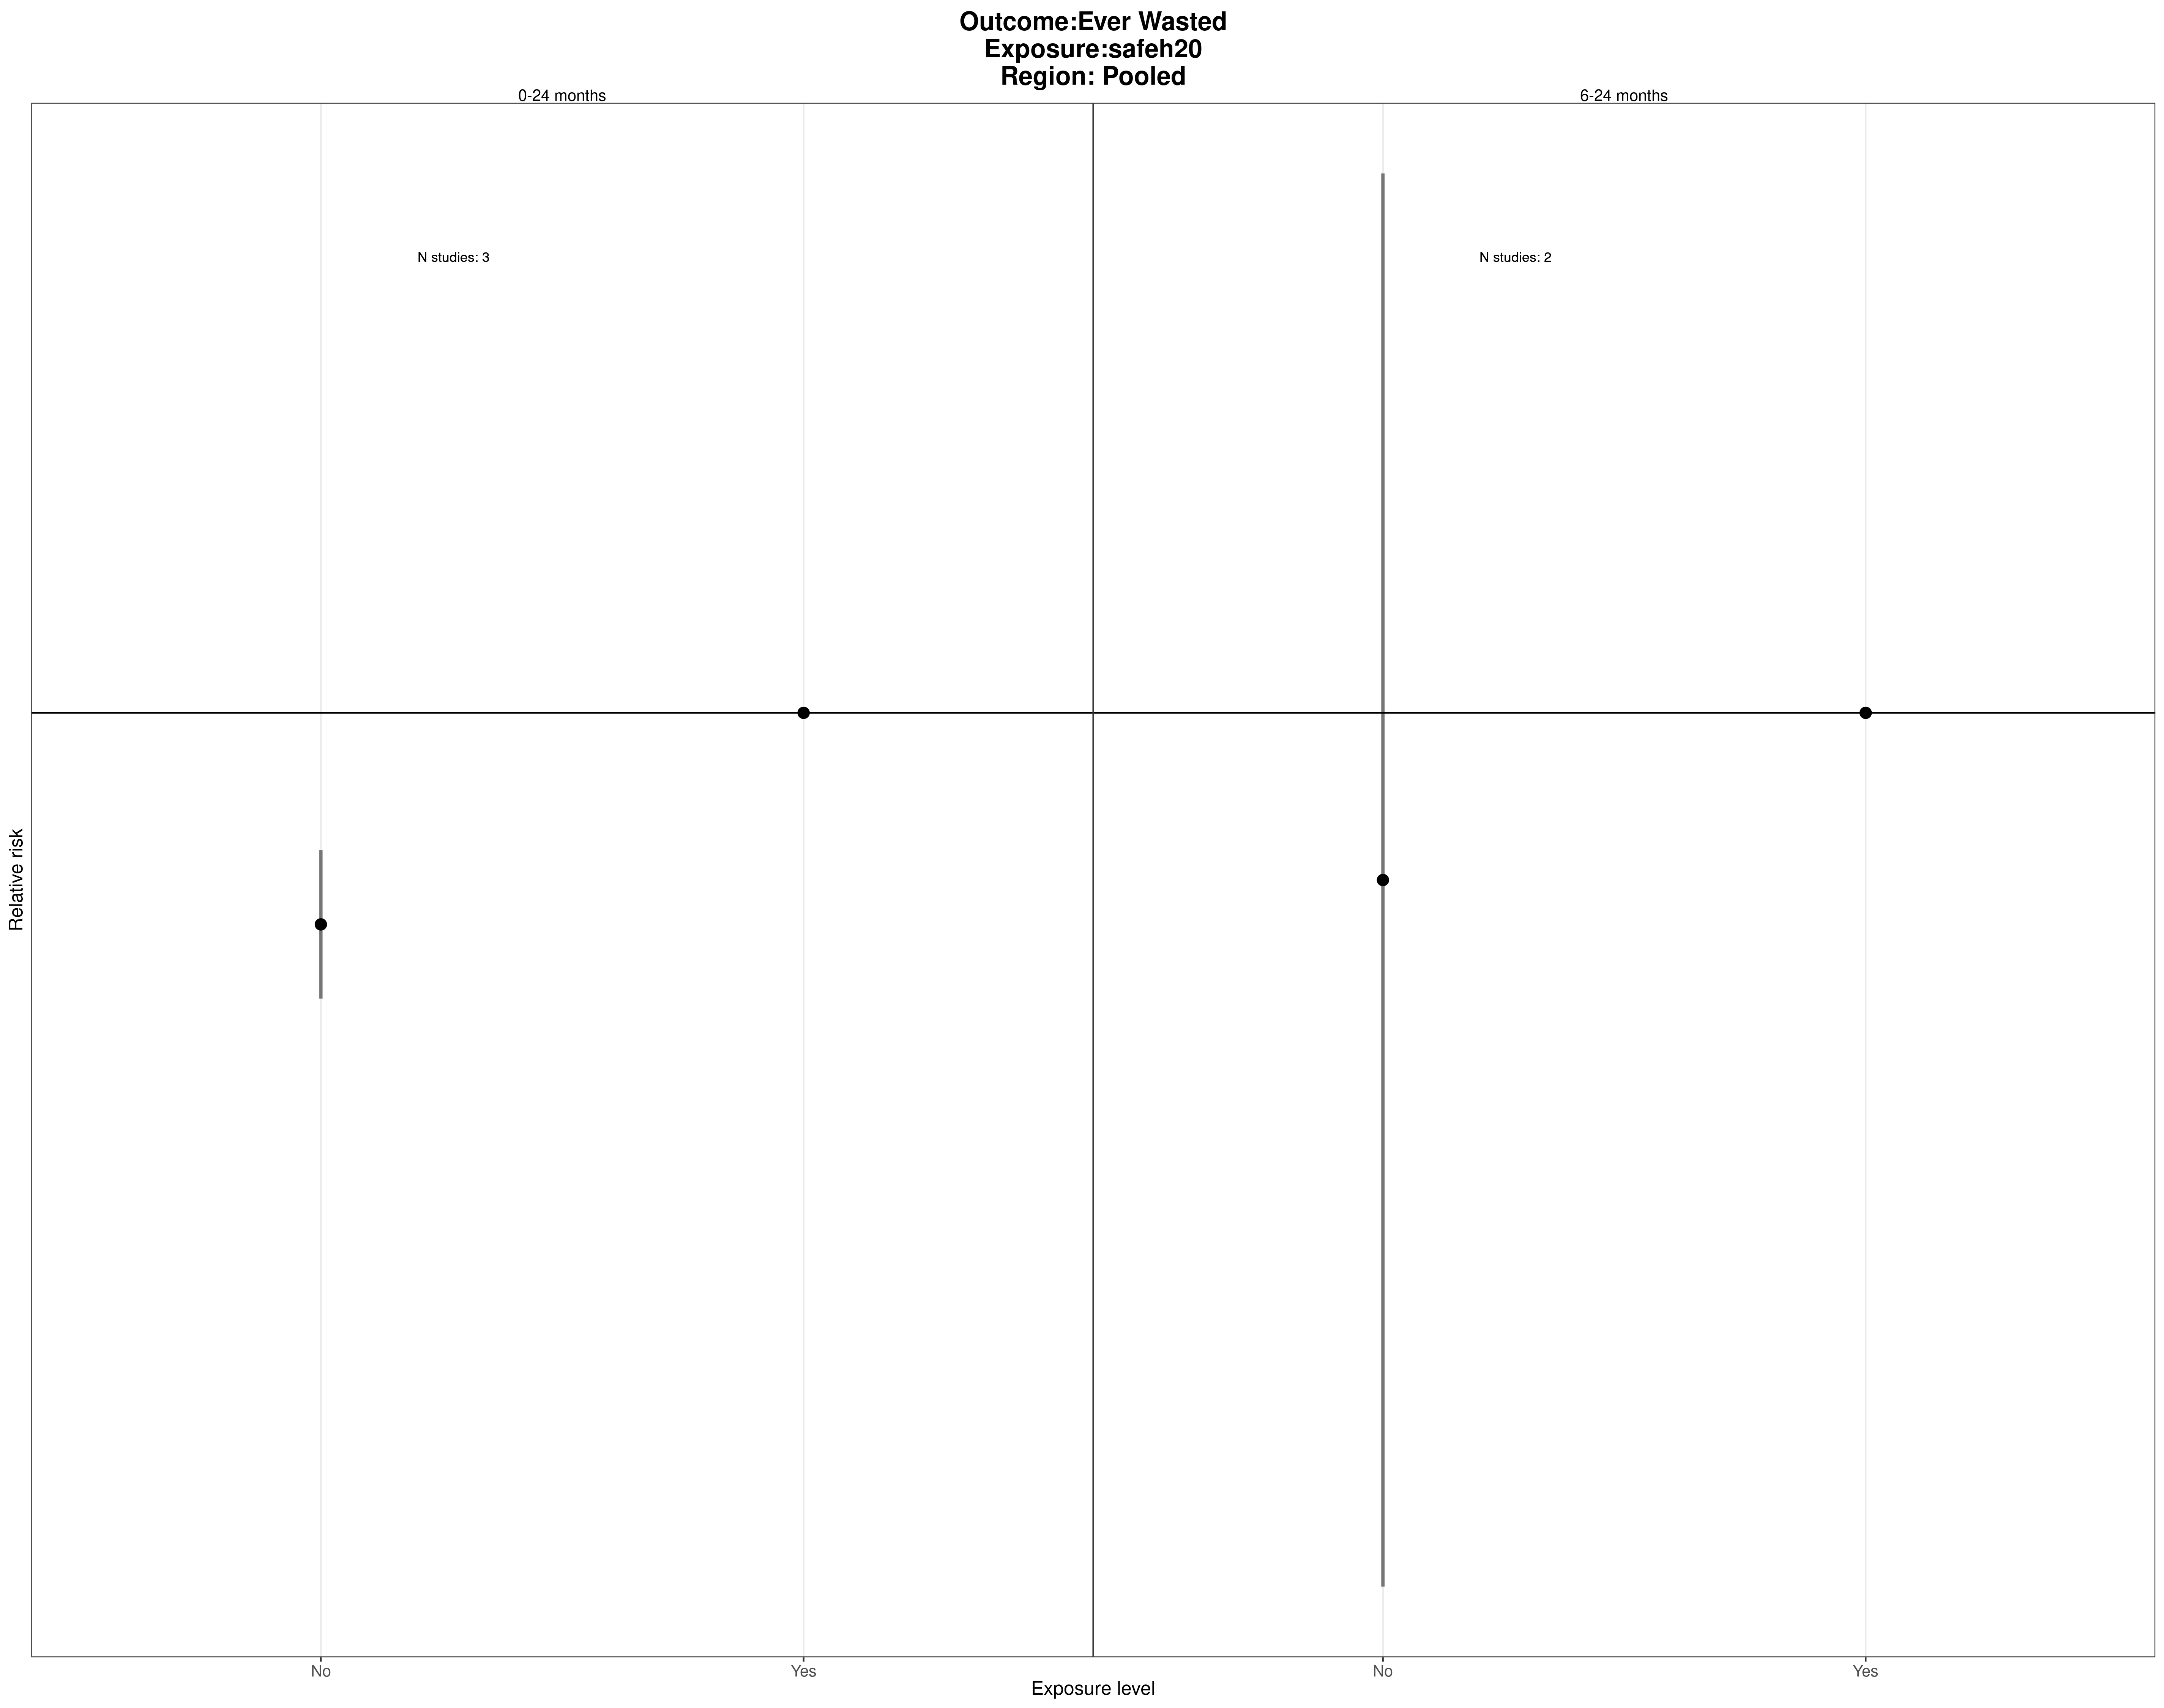 Outcome:Ever Wasted
Exposure:safeh20
Region: Pooled
0-24 months
6-24 months
N studies: 3
N studies: 2
Relative risk
No
Yes
No
Yes
Exposure level